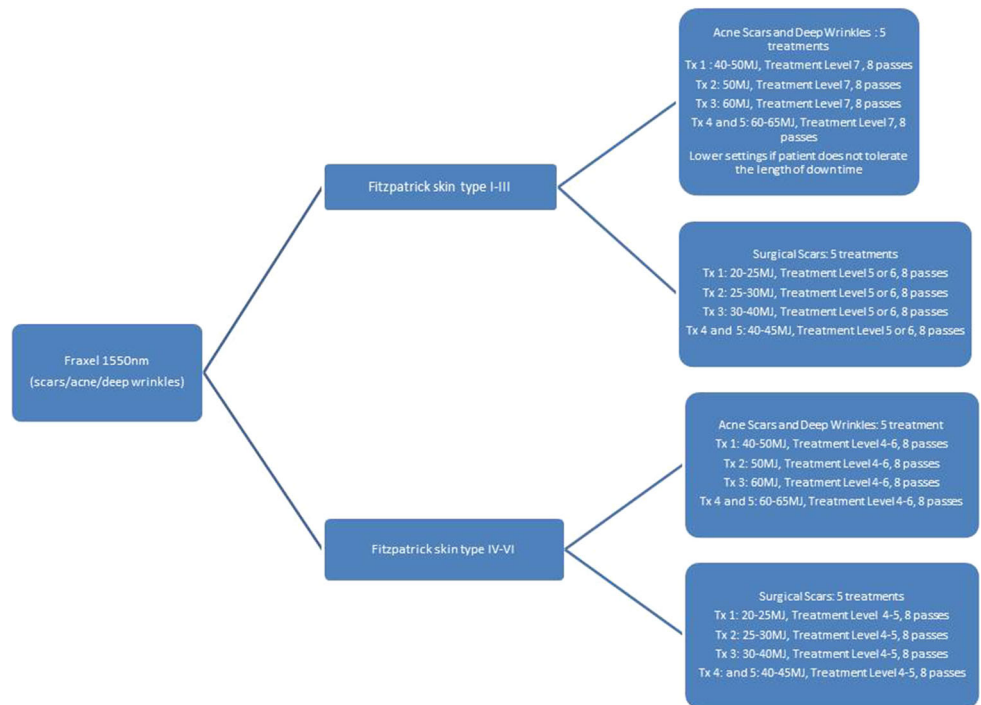 Fraxel 1550nm
(scars/acne/deep wrinkles)
Fitzpatrick skin type I-III
Acne Scars and Deep Wrinkles : 5
treatments
Tx 1 : 40-50MJ, Treatment Level 7 , 8 passes
Tx 2: 50MJ, Treatment Level 7, 8 passes
Tx 3: 60MJ, Treatment Level 7, 8 passes
Tx 4 and 5: 60-65MJ, Treatment Level 7, 8
passes
Lower settings if patient does not tolerate
the length of down time
Surgical Scars: 5 treatments
Tx 1: 20-25MJ, Treatment Level 5 or 6, 8 passes
Tx 2: 25-30MJ, Treatment Level 5 or 6, 8 passes
Tx 3: 30-40MJ, Treatment Level 5 or 6, 8 passes
Tx 4 and 5: 40-45MJ, Treatment Level 5 or 6, 8 passes
Fitzpatrick skin type IV-VI
Acne Scars and Deep Wrinkles: 5 treatment
Tx 1: 40-50MJ, Treatment Level 4-6, 8 passes
Tx 2: 50MJ, Treatment Level 4-6, 8 passes
Tx 3: 60MJ, Treatment Level 4-6, 8 passes
Tx 4 and 5: 60-65MJ, Treatment Level 4-6, 8 passes
Surgical Scars: 5 treatments
Tx 1: 20-25MJ, Treatment Level 4-5, 8 passes
Tx 2: 25-30MJ, Treatment Level 4-5, 8 passes
Tx 3: 30-40MJ, Treatment Level 4-5, 8 passes
Tx 4: and 5: 40-45MJ, Treatment Level 4-5, 8 passes